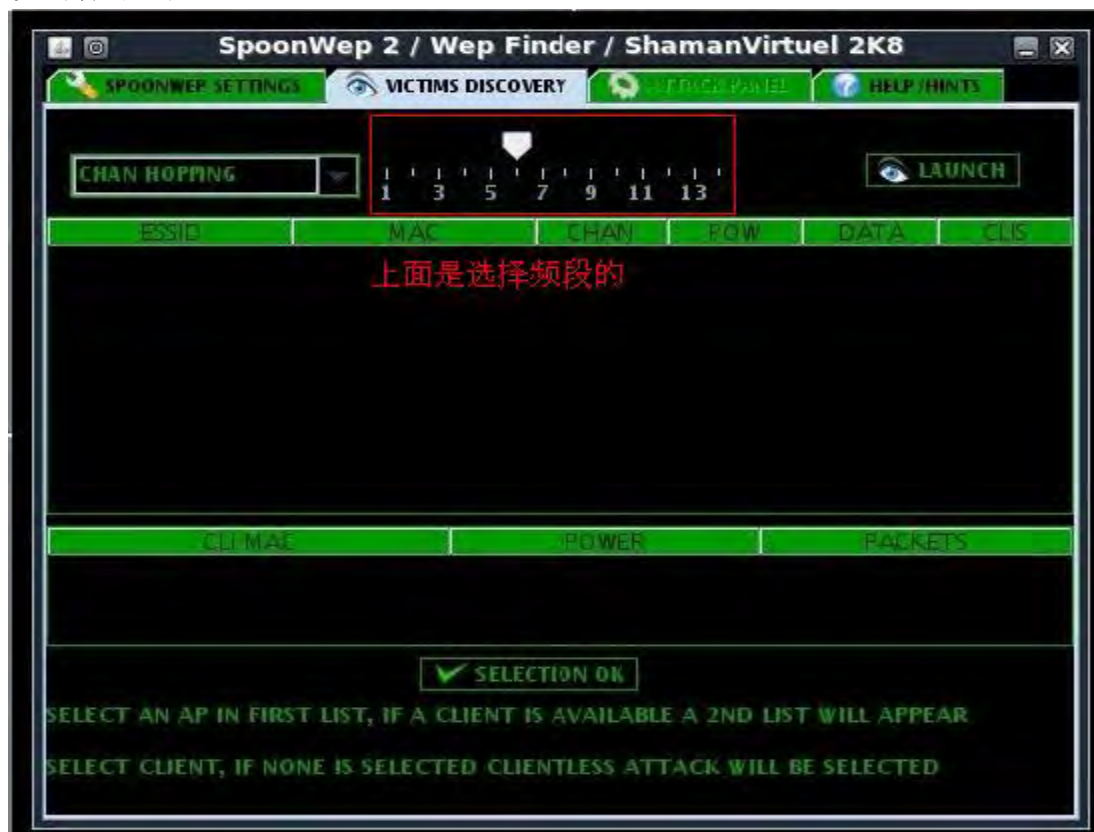 SpoonWep 2 / Wep Finder / ShamanVirtuel 2K8
SPOONWEP SETTINGS VICTIMS DISCOVERY ATTACK PANEL HELP/HINTS
CHAN HOPPING
LAUNCH
1 3 5 7 9 11 13
ESSID MAC CHAN POW DATA CLIS
上面是选择频段的
CLI MAC POWER PACKETS
SELECTION OK
SELECT AN AP IN FIRST LIST, IF A CLIENT IS AVAILABLE A 2ND LIST WILL APPEAR
SELECT CLIENT, IF NONE IS SELECTED CLIENTLESS ATTACK WILL BE SELECTED